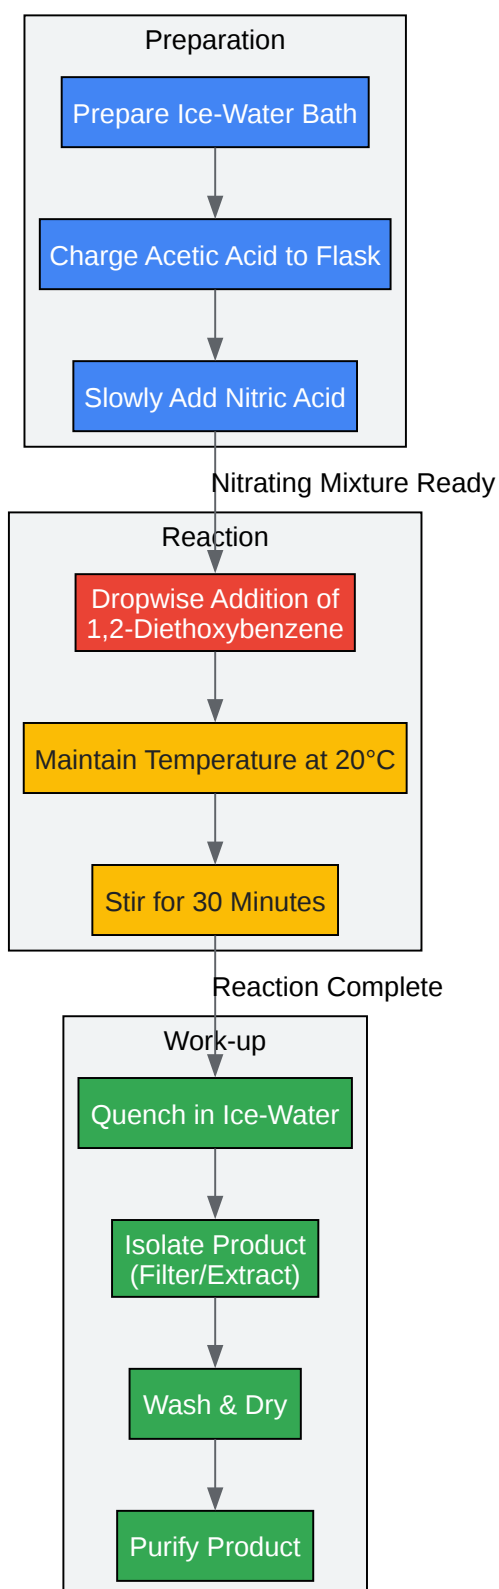 Preparation
Prepare Ice-Water Bath
Charge Acetic Acid to Flask
Slowly Add Nitric Acid
Nitrating Mixture Ready
Reaction
Dropwise Addition of
1,2-Diethoxybenzene
Maintain Temperature at 20°C
Stir for 30 Minutes
Reaction Complete
Work-up
Quench in Ice-Water
Isolate Product
(Filter/Extract)
Wash & Dry
Purify Product